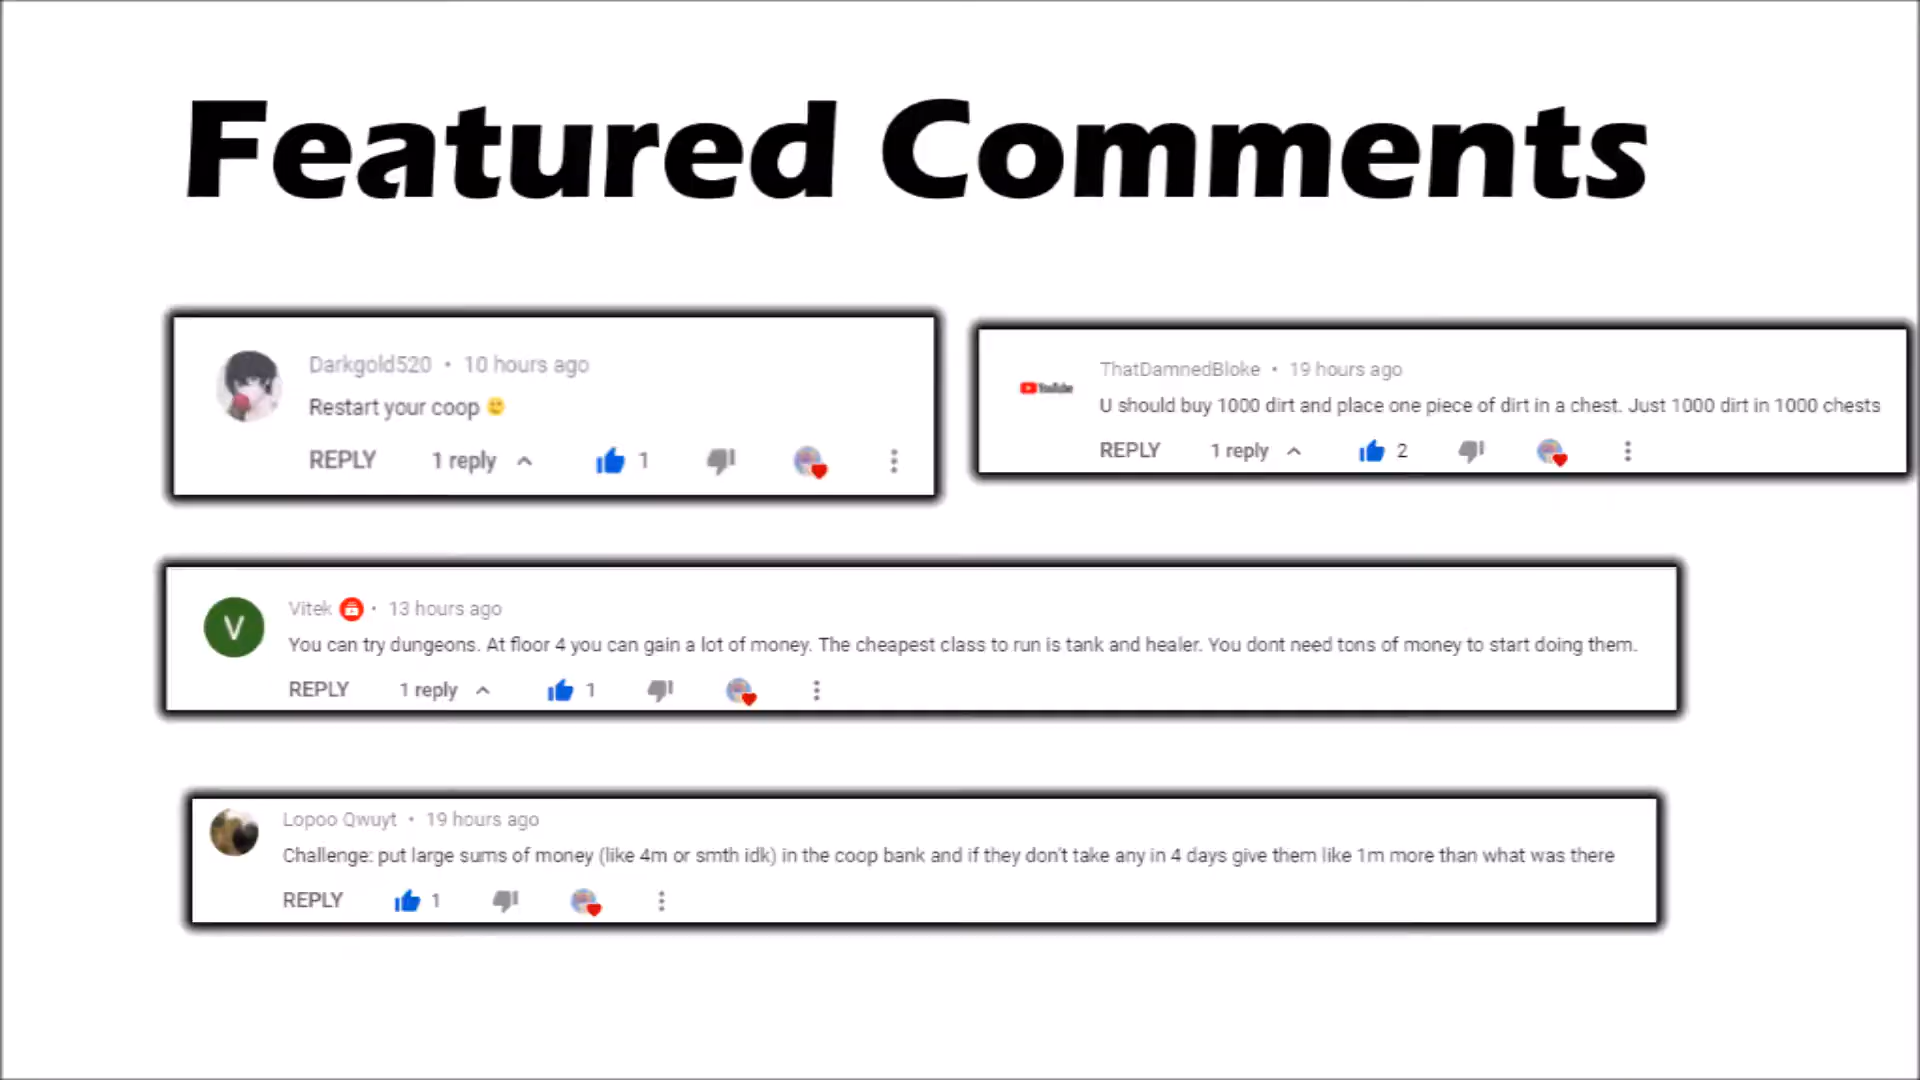 Featured Comments
Darkgold520 • 10 hours ago
Restart your coop
REPLY 1 reply 1
ThatDamnedBloke • 19 hours ago
YouTube
U should buy 1000 dirt and place one piece of dirt in a chest. Just 1000 dirt in 1000 chests
REPLY 1 reply 2
V
Vitek • 13 hours ago
You can try dungeons. At floor 4 you can gain a lot of money. The cheapest class to run is tank and healer. You dont need tons of money to start doing them.
REPLY 1 reply 1
Lopoo Qwuyt • 19 hours ago
Challenge: put large sums of money (like 4m or smth idk) in the coop bank and if they don't take any in 4 days give them like 1m more than what was there
REPLY 1